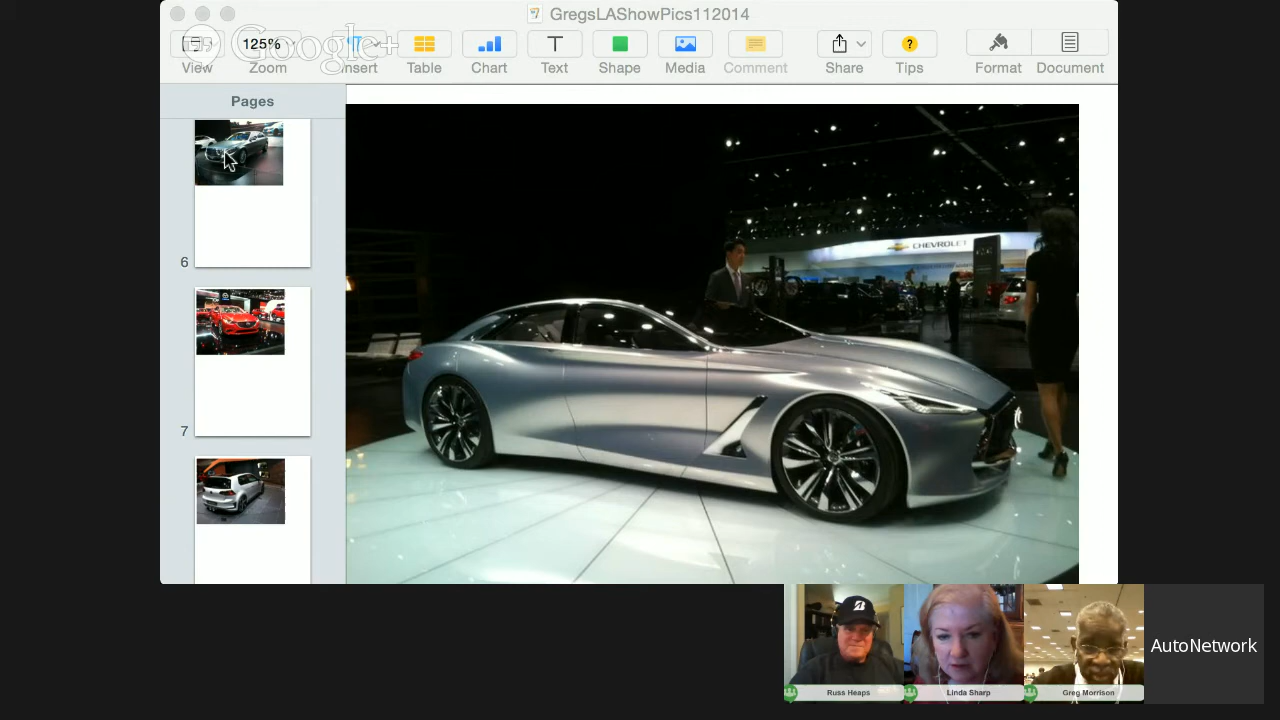 GregsLAShowPics112014
Google+
125%
View
Zoom
Insert
Table
Chart
Text
Shape
Media
Comment
Share
Tips
Format
Document
Pages
6
7
CHEVROLET
B
Russ Heaps
Linda Sharp
Greg Morrison
AutoNetwork